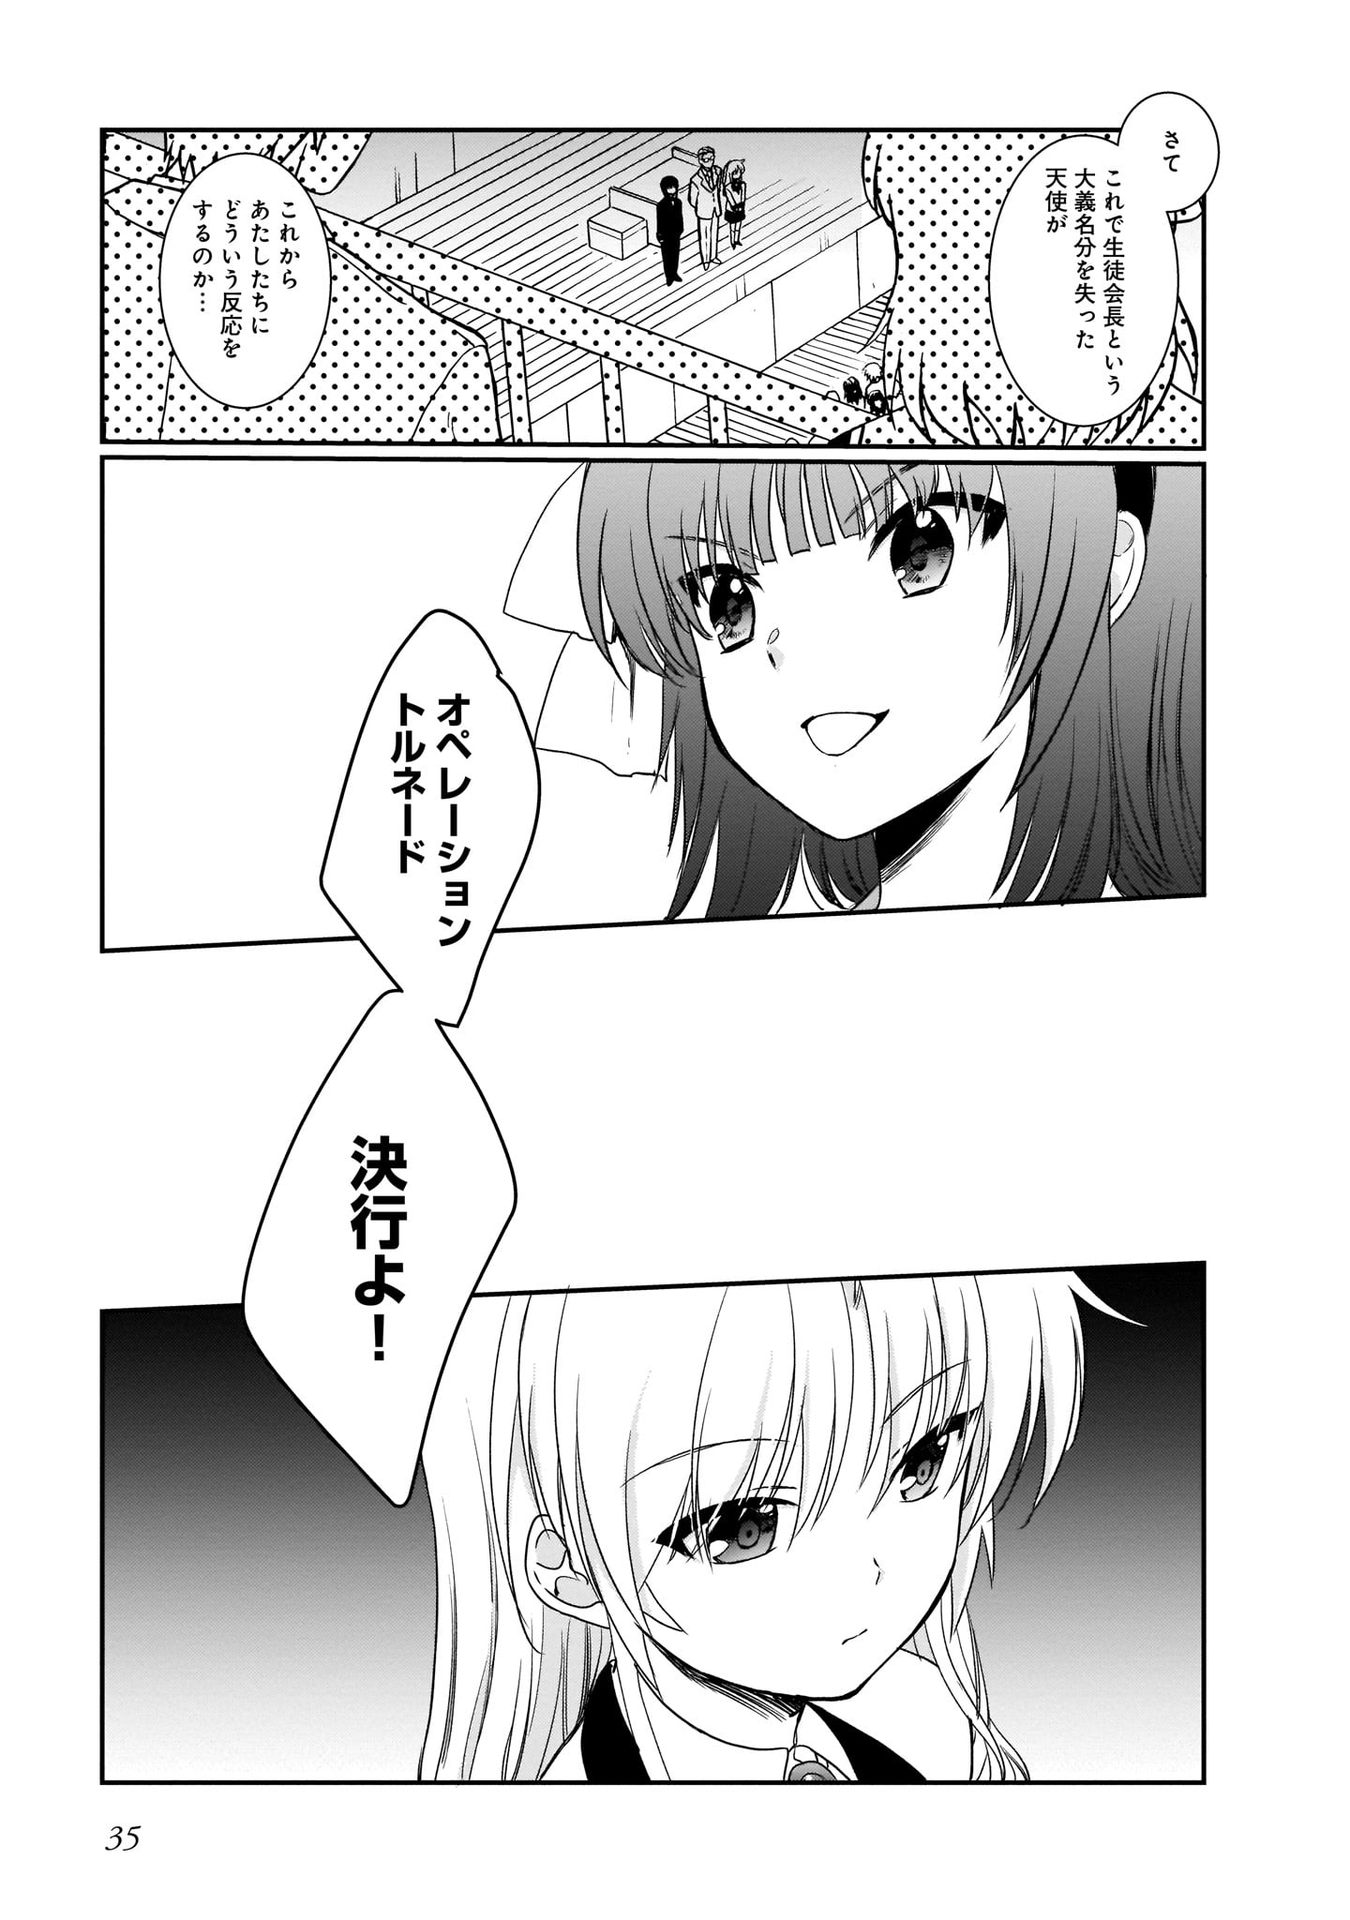 さて
これで生徒会長という
大義名分を失った
天使が
これから
あたしたちに
どういう反応を
するのか…
オペレーション
トルネード
決行よ！
35